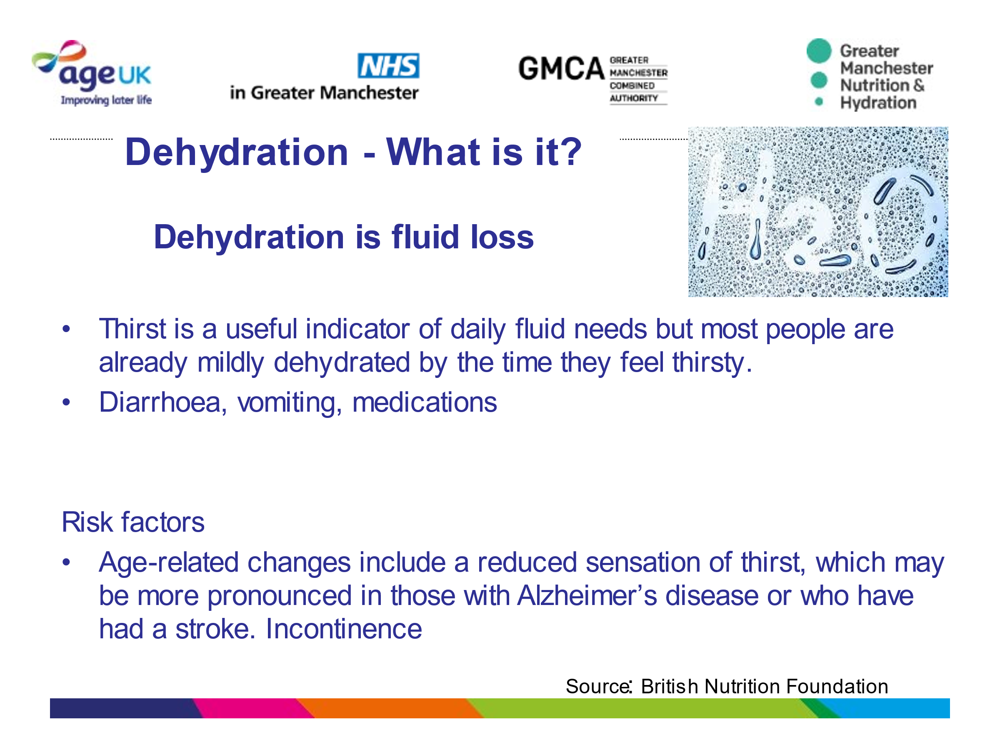 age UK
Improving later life
NHS
in Greater Manchester
GMCA
GREATER
MANCHESTER
COMBINED
AUTHORITY
Greater
Manchester
Nutrition &
Hydration
Dehydration - What is it?
H2O
Dehydration is fluid loss
• Thirst is a useful indicator of daily fluid needs but most people are
already mildly dehydrated by the time they feel thirsty.
• Diarrhoea, vomiting, medications
Risk factors
• Age-related changes include a reduced sensation of thirst, which may
be more pronounced in those with Alzheimer’s disease or who have
had a stroke. Incontinence
Source: British Nutrition Foundation